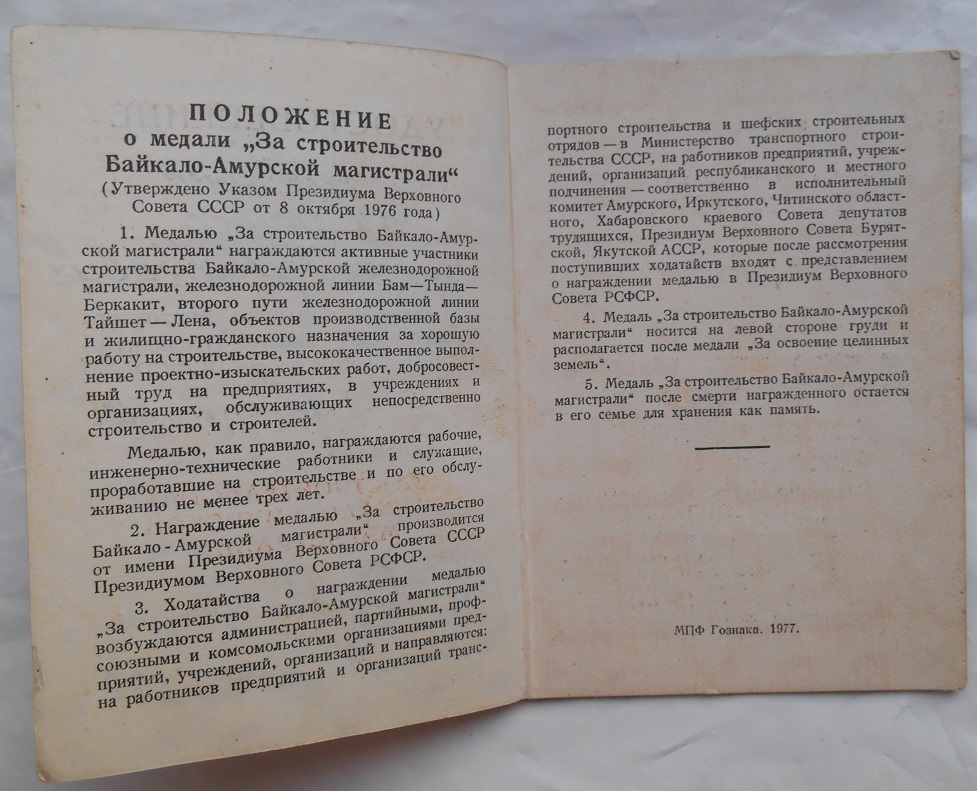 ПОЛОЖЕНИЕ
о медали „За строительство
Байкало-Амурской магистрали“
(Утверждено Указом Президиума Верховного
Совета СССР от 8 октября 1976 года)
1. Медалью „За строительство Байкало-Амур-
ской магистрали“ награждаются активные участники
строительства Байкало-Амурской железнодорожной
магистрали, железнодорожной линии Бам—Тында—
Беркакит, второго пути железнодорожной линии
Тайшет — Лена, объектов производственной базы
и жилищно-гражданского назначения за хорошую
работу на строительстве, высококачественное выпол-
нение проектно-изыскательских работ, добросовест-
ный труд на предприятиях, в учреждениях и
организациях, обслуживающих непосредственно
строительство и строителей.
Медалью, как правило, награждаются рабочие,
инженерно-технические работники и служащие,
проработавшие на строительстве и по его обслу-
живанию не менее трех лет.
2. Награждение медалью „За строительство
Байкало - Амурской магистрали“ производится
от имени Президиума Верховного Совета СССР
Президиумом Верховного Совета РСФСР.
3. Ходатайства о награждении медалью
„За строительство Байкало-Амурской магистрали“
возбуждаются администрацией, партийными, проф-
союзными и комсомольскими организациями пред-
приятий, учреждений, организаций и направляются:
на работников предприятий и организаций транс-
портного строительства и шефских строительных
отрядов — в Министерство транспортного строи-
тельства СССР, на работников предприятий, учреж-
дений, организаций республиканского и местного
подчинения — соответственно в исполнительный
комитет Амурского, Иркутского, Читинского област-
ного, Хабаровского краевого Совета депутатов
трудящихся, Президиум Верховного Совета Бурят-
ской, Якутской АССР, которые после рассмотрения
поступивших ходатайств входят с представлением
о награждении медалью в Президиум Верховного
Совета РСФСР.
4. Медаль „За строительство Байкало-Амурской
магистрали“ носится на левой стороне груди и
располагается после медали „За освоение целинных
земель“.
5. Медаль „За строительство Байкало-Амурской
магистрали“ после смерти награжденного остается
в его семье для хранения как память.
МПФ Гознака. 1977.